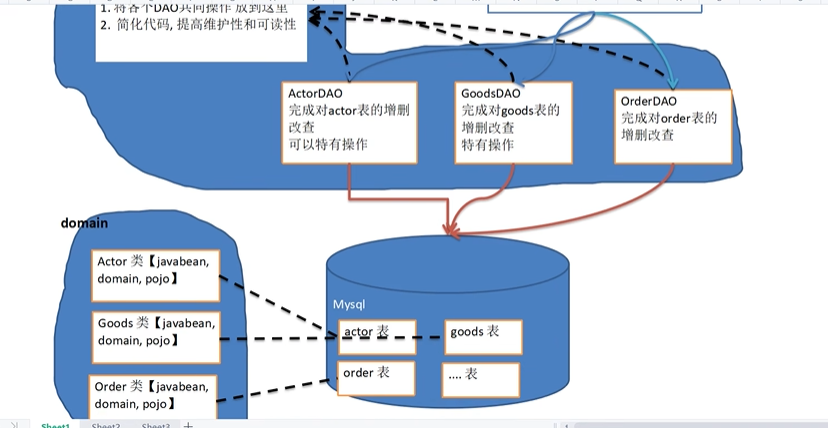 1. 将各个DAO共同操作 放到这里
2. 简化代码, 提高维护性和可读性
ActorDAO
完成对actor表的增删
改查
可以特有操作
GoodsDAO
完成对goods表的
增删改查
特有操作
OrderDAO
完成对order表的
增删改查
domain
Actor 类【javabean,
domain, pojo】
Goods 类【javabean,
domain, pojo】
Order 类【javabean,
domain, pojo】
Mysql
actor 表
goods 表
order 表
.... 表
Sheet1
Sheet2
Sheet3